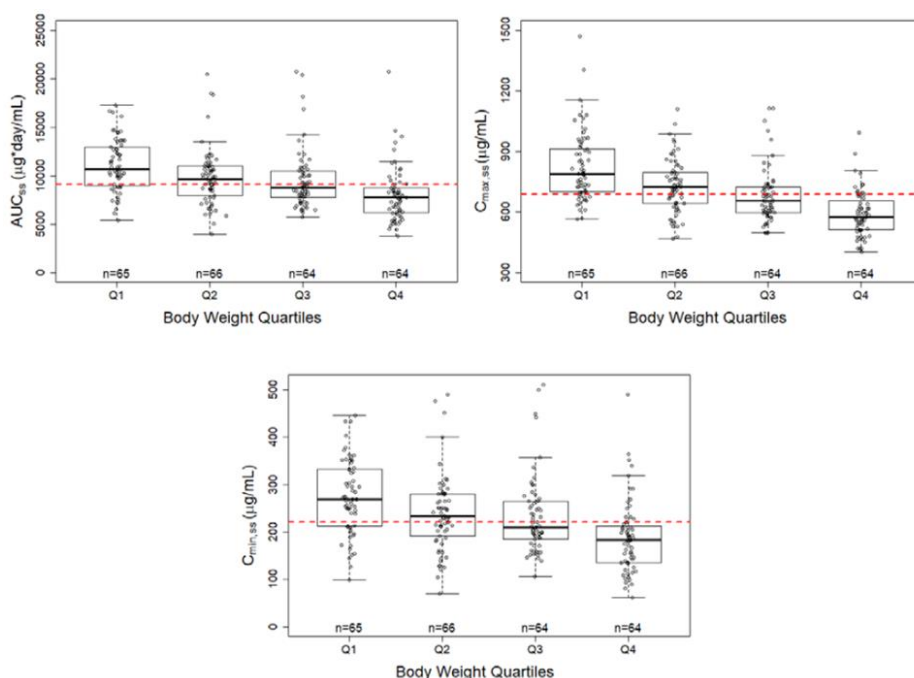 AUCss (µg*day/mL)
25000
20000
15000
10000
5000
0
n=65 n=66 n=64 n=64
Q1 Q2 Q3 Q4
Body Weight Quartiles
Cmax,ss (µg/mL)
1500
1200
900
600
300
n=65 n=66 n=64 n=64
Q1 Q2 Q3 Q4
Body Weight Quartiles
Cmin,ss (µg/mL)
500
400
300
200
100
0
n=65 n=66 n=64 n=64
Q1 Q2 Q3 Q4
Body Weight Quartiles